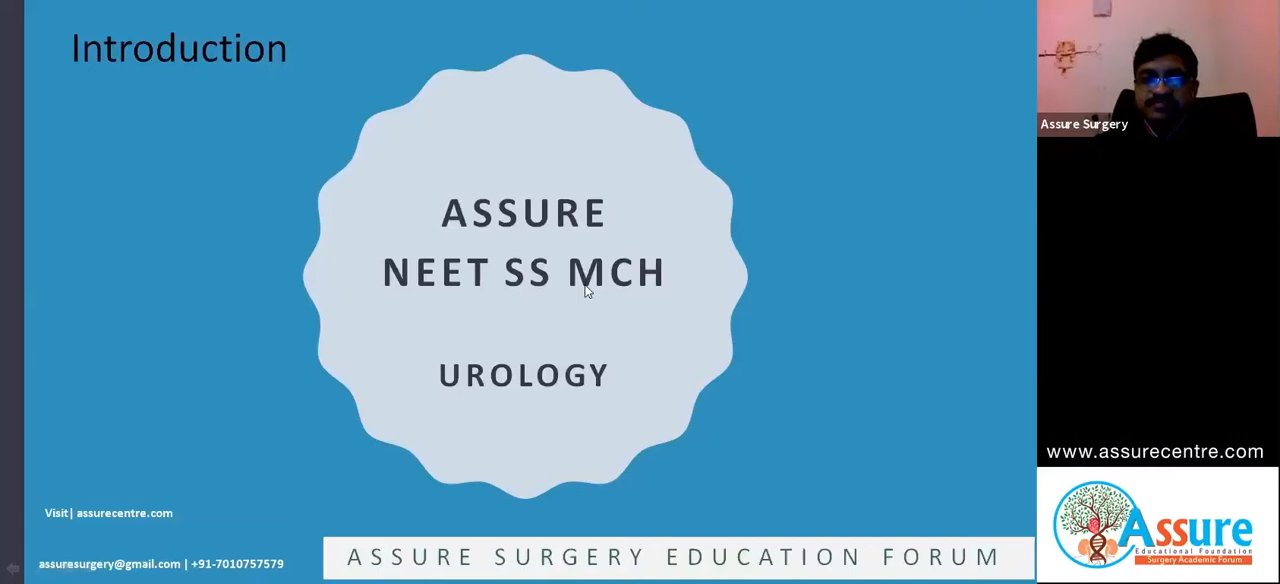 Introduction
ASSURE
NEET SS MCH
UROLOGY
Visit| assurecentre.com
assuresurgery@gmail.com | +91-7010757579
ASSURE SURGERY EDUCATION FORUM
Assure Surgery
www.assurecentre.com
Assure
Educational Foundation
Surgery Academic Forum